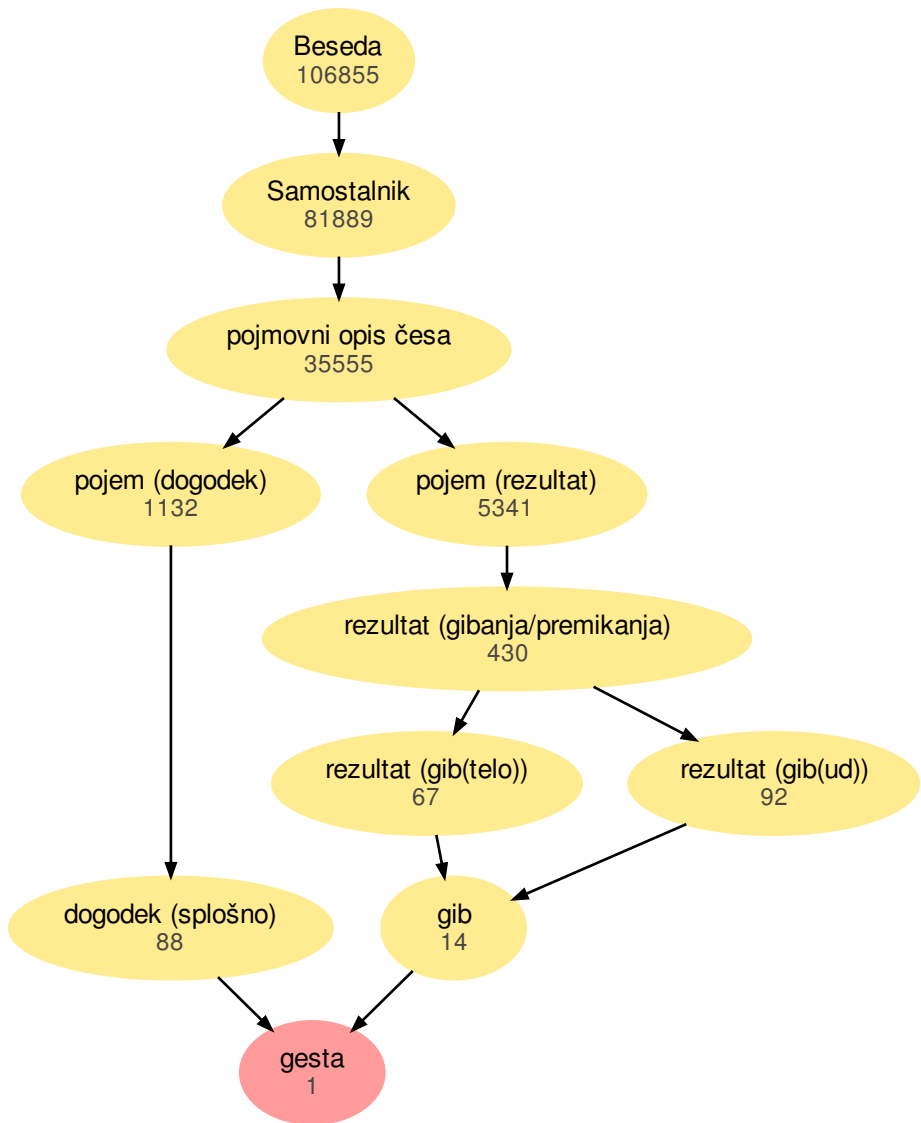 Beseda
106855
Samostalnik
81889
pojmovni opis česa
35555
pojem (dogodek)
1132
pojem (rezultat)
5341
rezultat (gibanja/premikanja)
430
rezultat (gib(telo))
67
rezultat (gib(ud))
92
dogodek (splošno)
88
gib
14
gesta
1